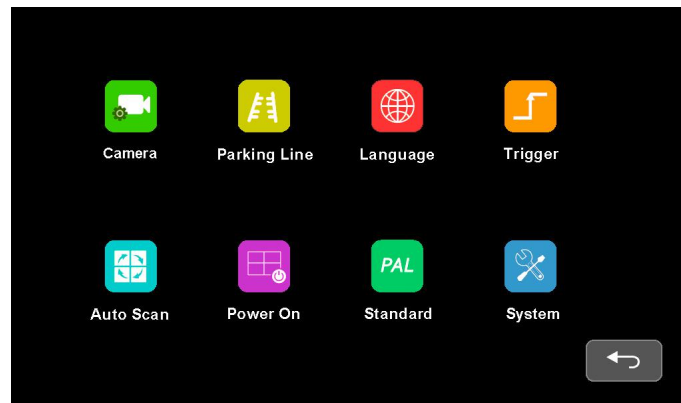 Camera
Parking Line
Language
Trigger
PAL
Auto Scan
Power On
Standard
System